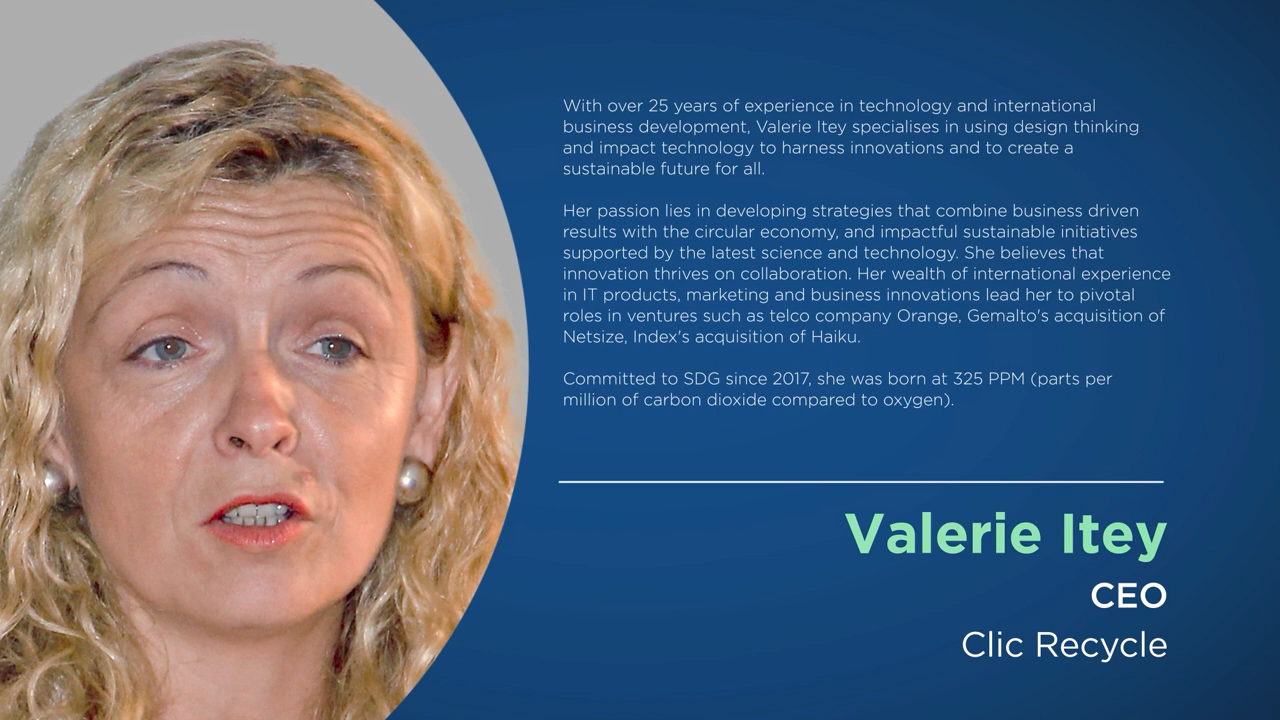 With over 25 years of experience in technology and international
business development, Valerie Itey specialises in using design thinking
and impact technology to harness innovations and to create a
sustainable future for all.
Her passion lies in developing strategies that combine business driven
results with the circular economy, and impactful sustainable initiatives
supported by the latest science and technology. She believes that
innovation thrives on collaboration. Her wealth of international experience
in IT products, marketing and business innovations lead her to pivotal
roles in ventures such as telco company Orange, Gemalto's acquisition of
Netsize, Index's acquisition of Haiku.
Committed to SDG since 2017, she was born at 325 PPM (parts per
million of carbon dioxide compared to oxygen).
Valerie Itey
CEO
Clic Recycle